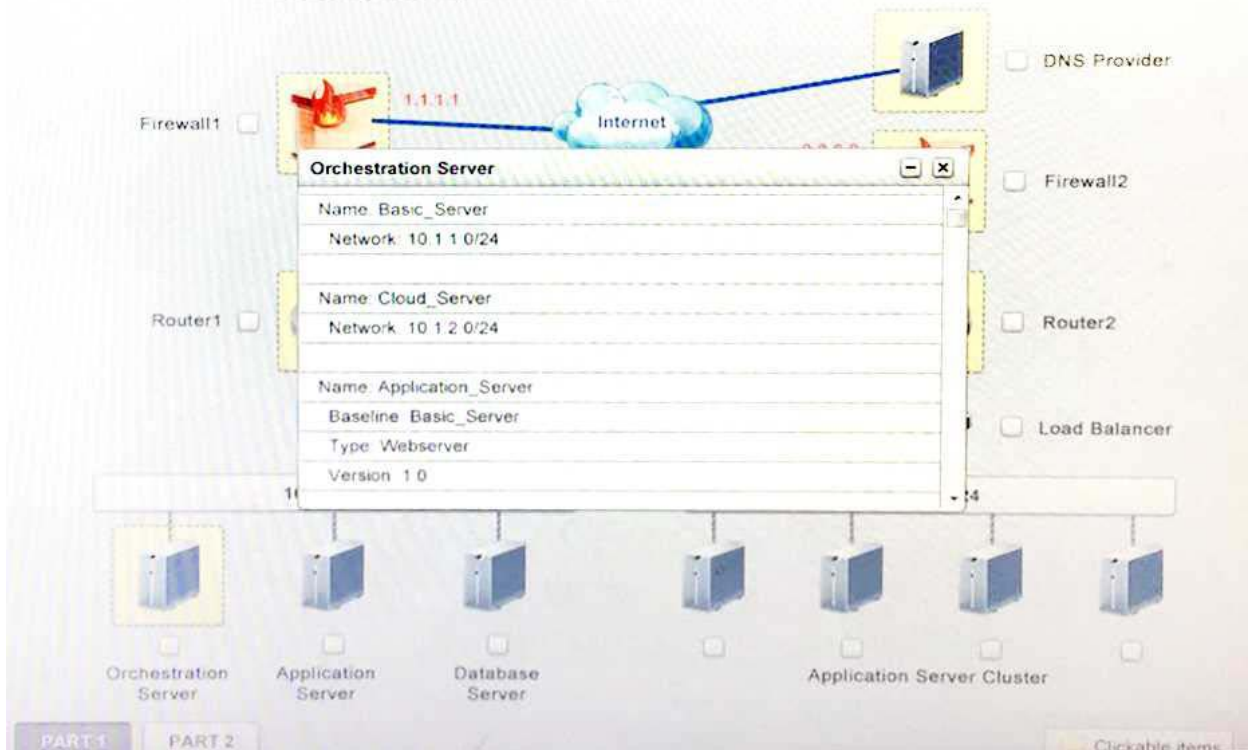 DNS Provider
1.1.1.1
Firewall1
Internet
Orchestration Server
Firewall2
Name: Basic_Server
Network: 10.1.1.0/24
Name: Cloud_Server
Router1
Network: 10.1.2.0/24
Router2
Name: Application_Server
Baseline: Basic_Server
Load Balancer
Type: Webserver
Version: 1.0
Orchestration Server
Application Server
Database Server
Application Server Cluster
PART 1
PART 2
Clickable items